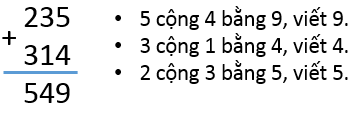 235
+
314
549
• 5 cộng 4 bằng 9, viết 9.
• 3 cộng 1 bằng 4, viết 4.
• 2 cộng 3 bằng 5, viết 5.